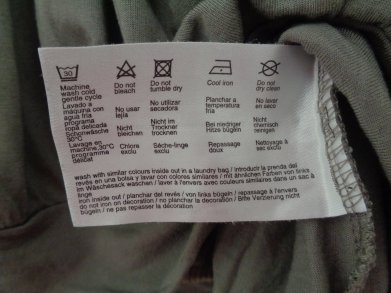 30
Machine wash cold gentle cycle
Do not bleach
Do not tumble dry
Cool iron
Do not dry clean
Lavado a máquina con agua fría programa ropa delicada
No usar lejía
No utilizar secadora
Planchar a temperatura fría
No lavar en seco
Schonwäsche 30°C
Nicht bleichen
Nicht im Trockner trocknen
Bei niedriger Hitze bügeln
Nicht chemisch reinigen
Lavage en machine 30°C programme délicat
Chlore exclu
Sèche-linge exclu
Repassage doux
Nettoyage à sec exclu
wash with similar colours inside out in a laundry bag / introducir la prenda del
revés en una bolsa y lavar con colores similares / mit ähnlichen Farben von links
im Wäschesack waschen / laver à l'envers avec couleurs similaires dans un sac à
linge
iron inside out / planchar del revés / von links bügeln / repassage à l'envers
do not iron on decoration / no planchar la decoración / Bitte Verzierung nicht
bügeln / ne pas repasser la décoration